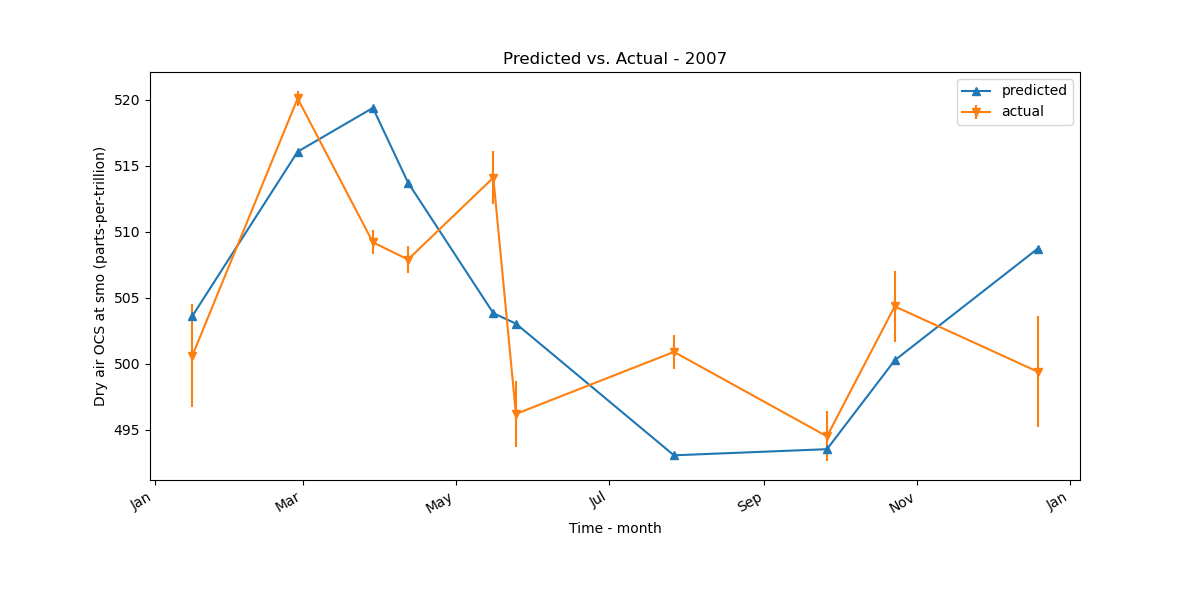 Predicted vs. Actual - 2007
predicted
actual
Dry air OCS at smo (parts-per-trillion)
520
515
510
505
500
495
Jan
Mar
May
Jul
Sep
Nov
Jan
Time - month